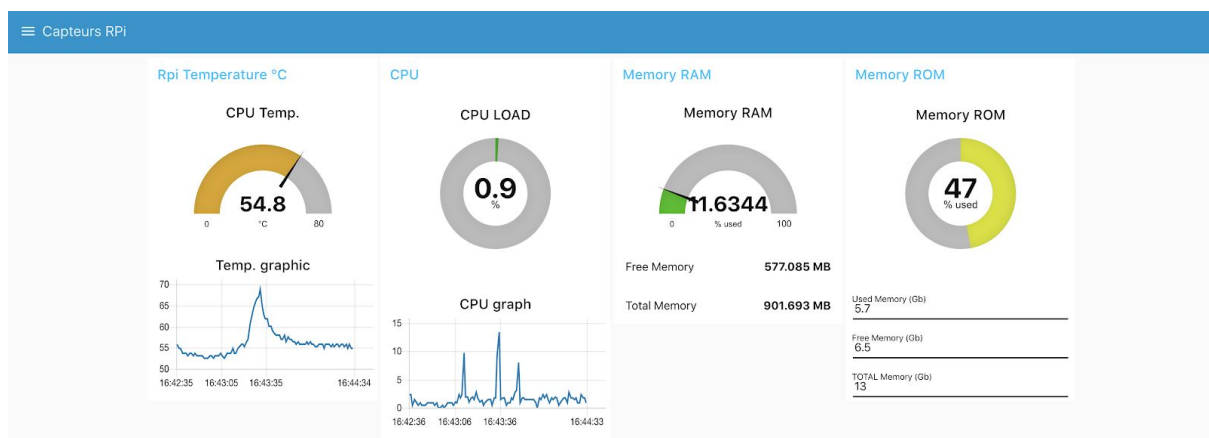 Capteurs RPi
Rpi Temperature °C
CPU Temp.
54.8
0 °C 80
Temp. graphic
70
65
60
55
50
16:42:35 16:43:05 16:43:35 16:44:34
CPU
CPU LOAD
0.9
%
CPU graph
15
10
5
0
16:42:36 16:43:06 16:43:36 16:44:33
Memory RAM
Memory RAM
11.6344
0 % used 100
Free Memory 577.085 MB
Total Memory 901.693 MB
Memory ROM
Memory ROM
47
% used
Used Memory (Gb)
5.7
Free Memory (Gb)
6.5
TOTAL Memory (Gb)
13